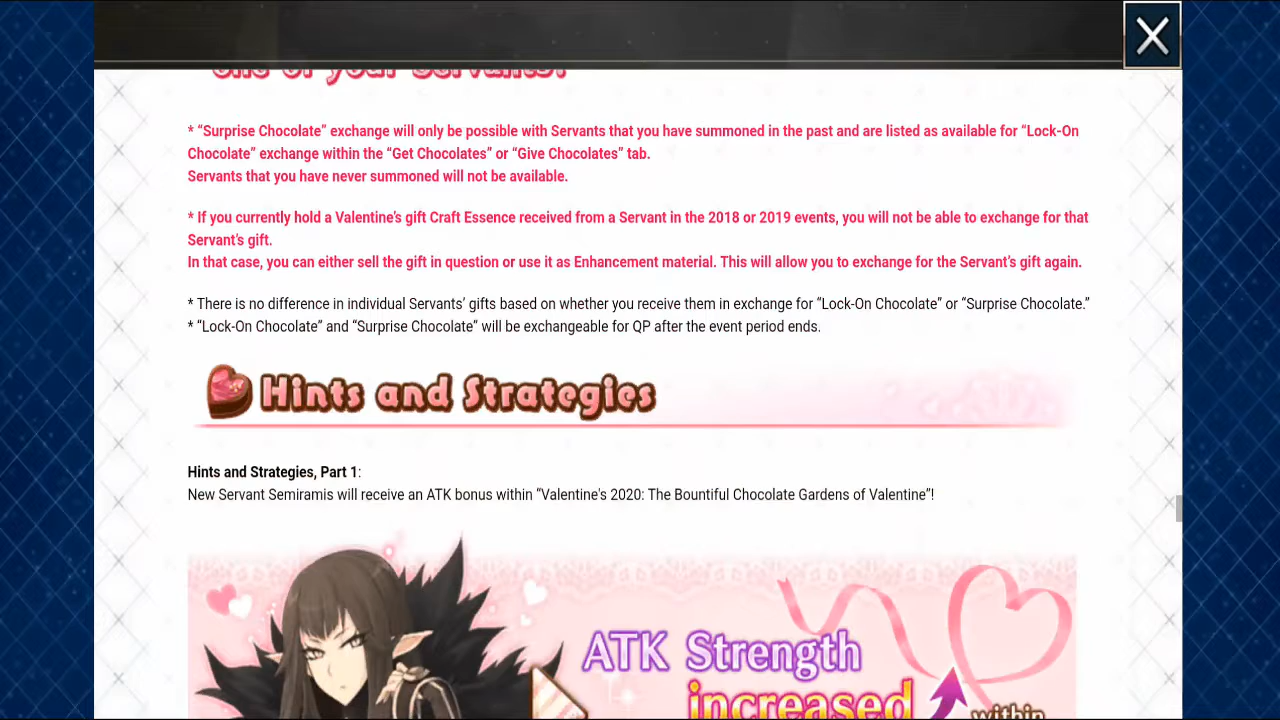 one of your Servants?
* “Surprise Chocolate” exchange will only be possible with Servants that you have summoned in the past and are listed as available for “Lock-On
Chocolate” exchange within the “Get Chocolates” or “Give Chocolates” tab.
Servants that you have never summoned will not be available.
* If you currently hold a Valentine’s gift Craft Essence received from a Servant in the 2018 or 2019 events, you will not be able to exchange for that
Servant’s gift.
In that case, you can either sell the gift in question or use it as Enhancement material. This will allow you to exchange for the Servant’s gift again.
* There is no difference in individual Servants’ gifts based on whether you receive them in exchange for “Lock-On Chocolate” or “Surprise Chocolate.”
* “Lock-On Chocolate” and “Surprise Chocolate” will be exchangeable for QP after the event period ends.
Hints and Strategies
Hints and Strategies, Part 1:
New Servant Semiramis will receive an ATK bonus within “Valentine's 2020: The Bountiful Chocolate Gardens of Valentine”!
ATK Strength
increased
within